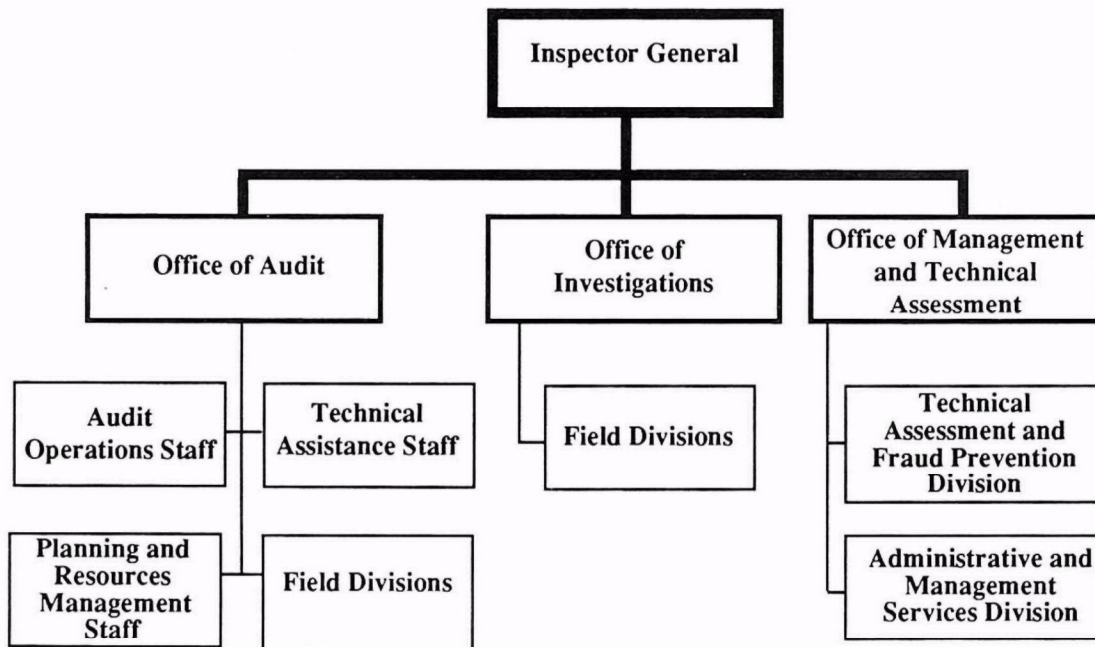 Inspector General
Office of Audit
Office of
Investigations
Office of Management
and Technical
Assessment
Audit
Operations Staff
Technical
Assistance Staff
Planning and
Resources
Management
Staff
Field Divisions
Field Divisions
Technical
Assessment and
Fraud Prevention
Division
Administrative and
Management
Services Division